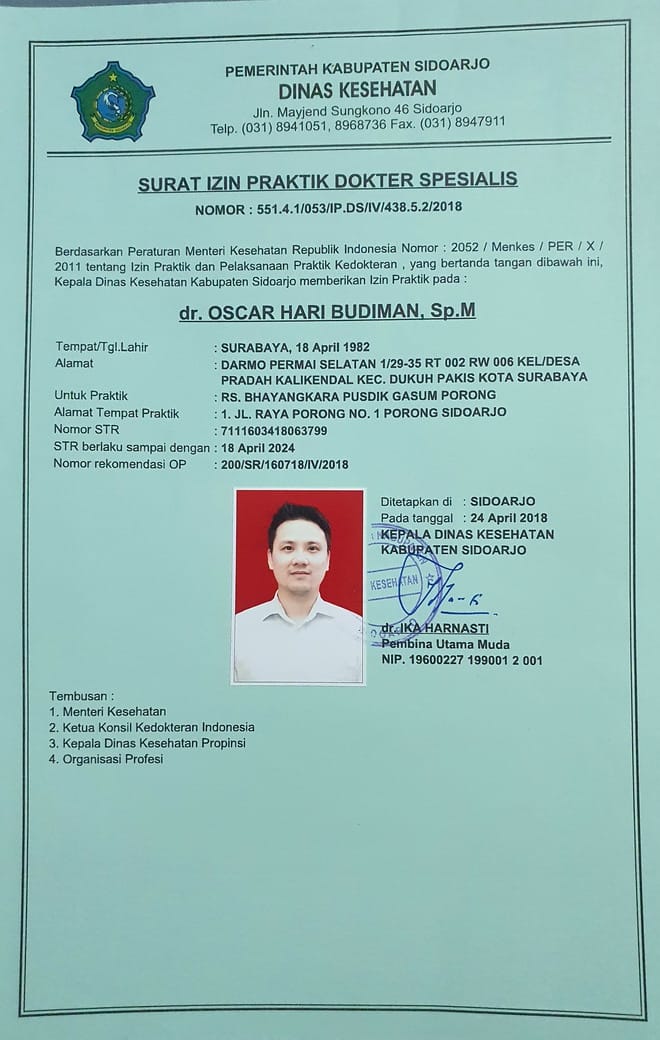 PEMERINTAH KABUPATEN SIDOARJO
DINAS KESEHATAN
Jln. Mayjend Sungkono 46 Sidoarjo
Telp. (031) 8941051, 8968736 Fax. (031) 8947911
SURAT IZIN PRAKTIK DOKTER SPESIALIS
NOMOR : 551.4.1/053/IP.DS/IV/438.5.2/2018
Berdasarkan Peraturan Menteri Kesehatan Republik Indonesia Nomor : 2052 / Menkes / PER / X /
2011 tentang Izin Praktik dan Pelaksanaan Praktik Kedokteran , yang bertanda tangan dibawah ini,
Kepala Dinas Kesehatan Kabupaten Sidoarjo memberikan Izin Praktik pada :
dr. OSCAR HARI BUDIMAN, Sp.M
Tempat/Tgl.Lahir : SURABAYA, 18 April 1982
Alamat : DARMO PERMAI SELATAN 1/29-35 RT 002 RW 006 KEL/DESA
PRADAH KALIKENDAL KEC. DUKUH PAKIS KOTA SURABAYA
Untuk Praktik : RS. BHAYANGKARA PUSDIK GASUM PORONG
Alamat Tempat Praktik : 1. JL. RAYA PORONG NO. 1 PORONG SIDOARJO
Nomor STR : 7111603418063799
STR berlaku sampai dengan : 18 April 2024
Nomor rekomendasi OP : 200/SR/160718/IV/2018
Ditetapkan di : SIDOARJO
Pada tanggal : 24 April 2018
KEPALA DINAS KESEHATAN
KABUPATEN SIDOARJO
KESEHATAN
dr. IKA HARNASTI
Pembina Utama Muda
NIP. 19600227 199001 2 001
Tembusan :
1. Menteri Kesehatan
2. Ketua Konsil Kedokteran Indonesia
3. Kepala Dinas Kesehatan Propinsi
4. Organisasi Profesi